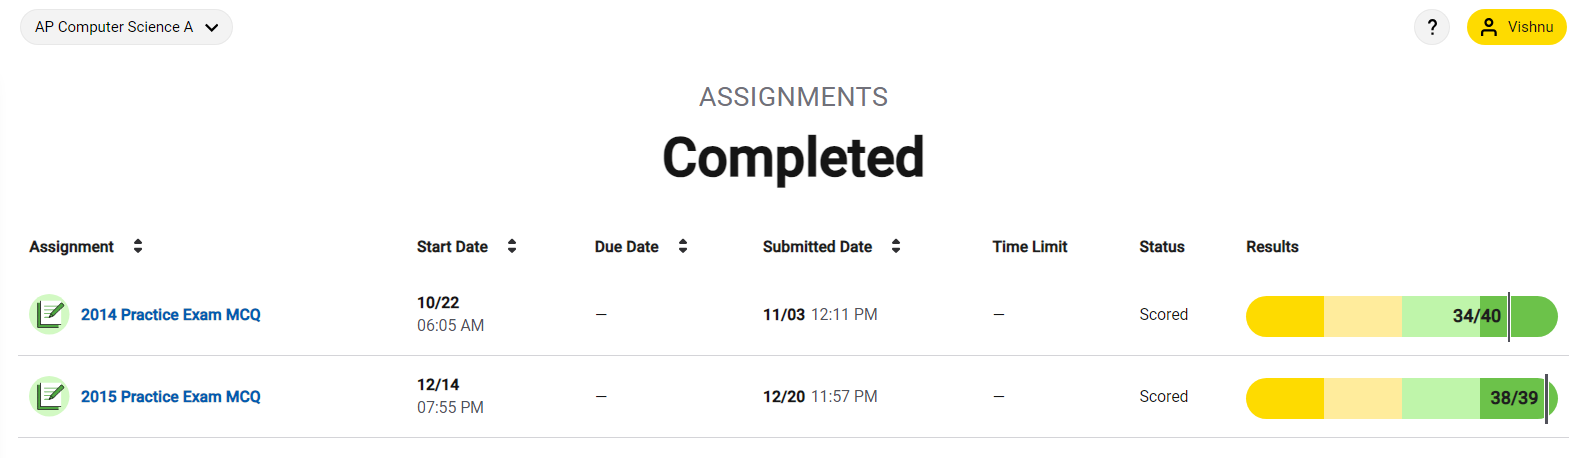 AP Computer Science A
?
Vishnu
ASSIGNMENTS
Completed
Assignment Start Date Due Date Submitted Date Time Limit Status Results
2014 Practice Exam MCQ 10/22 06:05 AM — 11/03 12:11 PM — Scored 34/40
2015 Practice Exam MCQ 12/14 07:55 PM — 12/20 11:57 PM — Scored 38/39